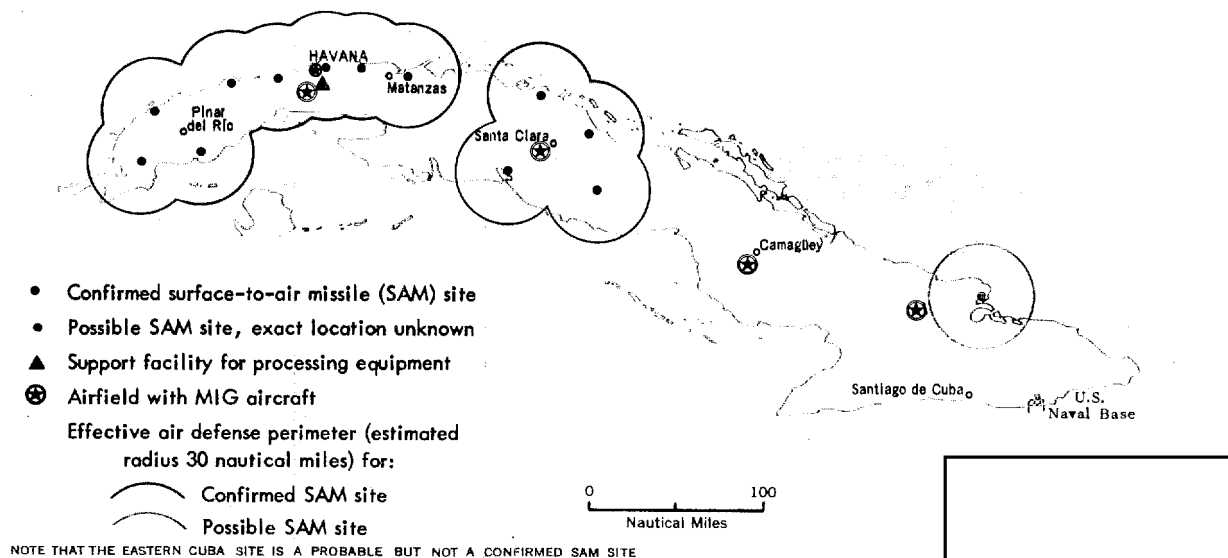 HAVANA
Matanzas
Pinar
del Río
Santa Clara
Camagüey
Confirmed surface-to-air missile (SAM) site
Possible SAM site, exact location unknown
Support facility for processing equipment
Airfield with MIG aircraft
Santiago de Cuba
U.S.
Naval Base
Effective air defense perimeter (estimated
radius 30 nautical miles) for:
Confirmed SAM site
Possible SAM site
0 100
Nautical Miles
NOTE THAT THE EASTERN CUBA SITE IS A PROBABLE BUT NOT A CONFIRMED SAM SITE